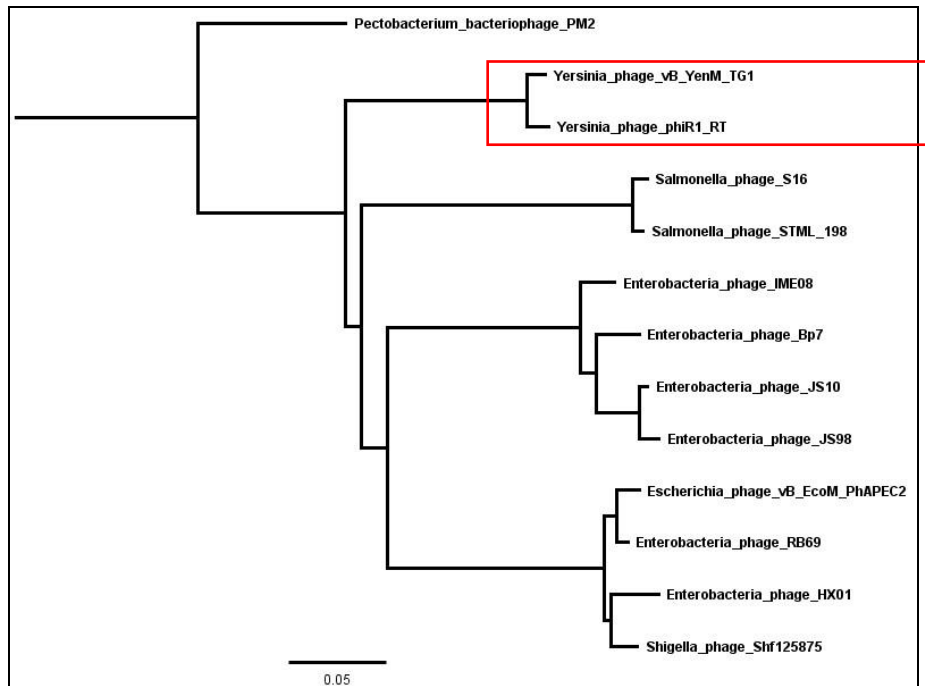 Pectobacterium_bacteriophage_PM2
Yersinia_phage_vB_YenM_TG1
Yersinia_phage_phiR1_RT
Salmonella_phage_S16
Salmonella_phage_STML_198
Enterobacteria_phage_IME08
Enterobacteria_phage_Bp7
Enterobacteria_phage_JS10
Enterobacteria_phage_JS98
Escherichia_phage_vB_EcoM_PhAPEC2
Enterobacteria_phage_RB69
Enterobacteria_phage_HX01
Shigella_phage_Shf125875
0.05